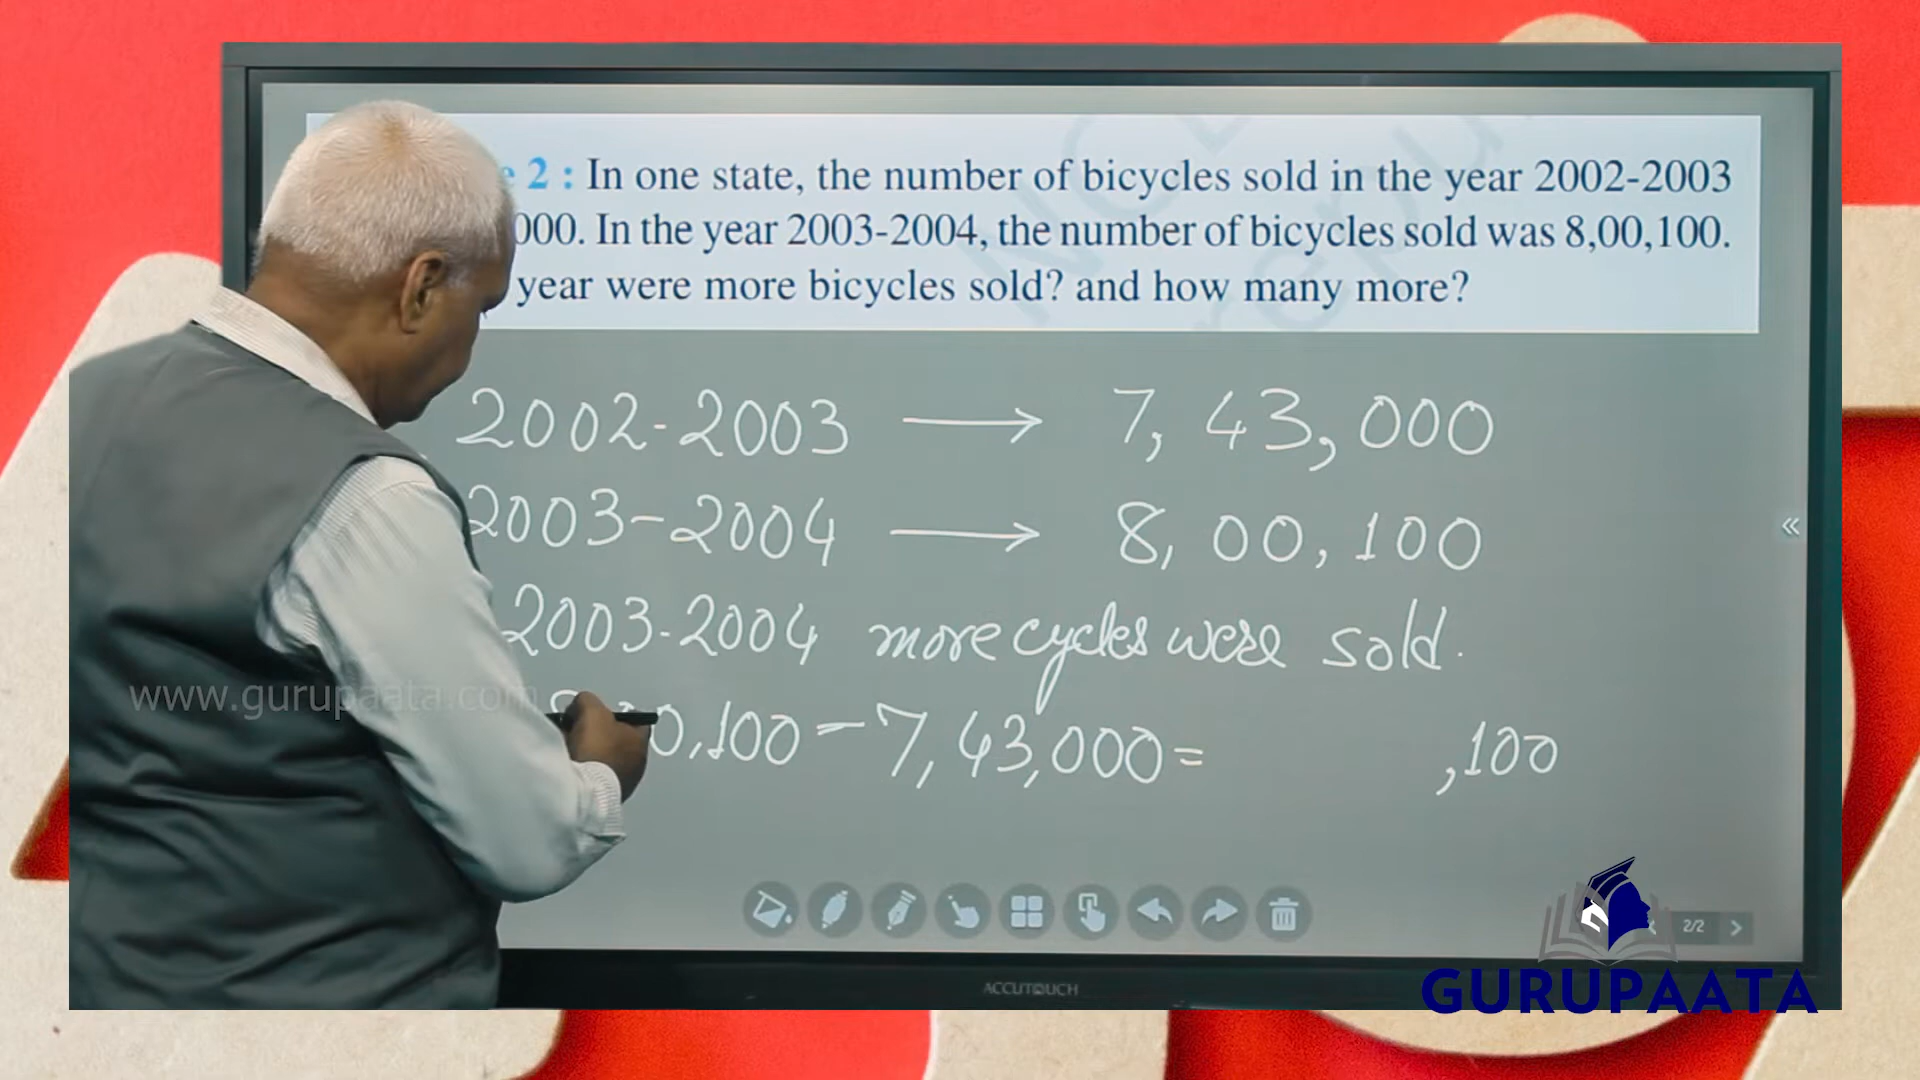 2 : In one state, the number of bicycles sold in the year 2002-2003
000. In the year 2003-2004, the number of bicycles sold was 8,00,100.
year were more bicycles sold? and how many more?
2002-2003 → 7,43,000
2003-2004 → 8,00,100
2003-2004 more cycles were sold.
0,100-7,43,000= ,100
www.gurupaata.com
2/2
ACCUTOUCH
GURUPAATA